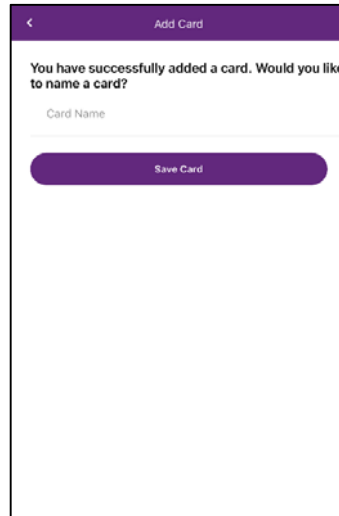 Add Card
You have successfully added a card. Would you like
to name a card?
Card Name
Save Card